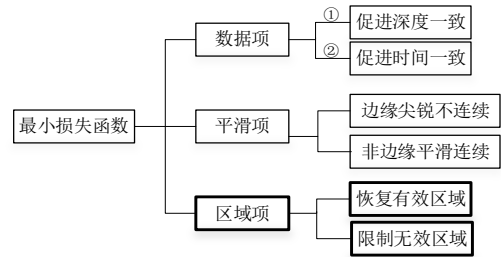 最小损失函数
数据项
① 促进深度一致
② 促进时间一致
平滑项
边缘尖锐不连续
非边缘平滑连续
区域项
恢复有效区域
限制无效区域